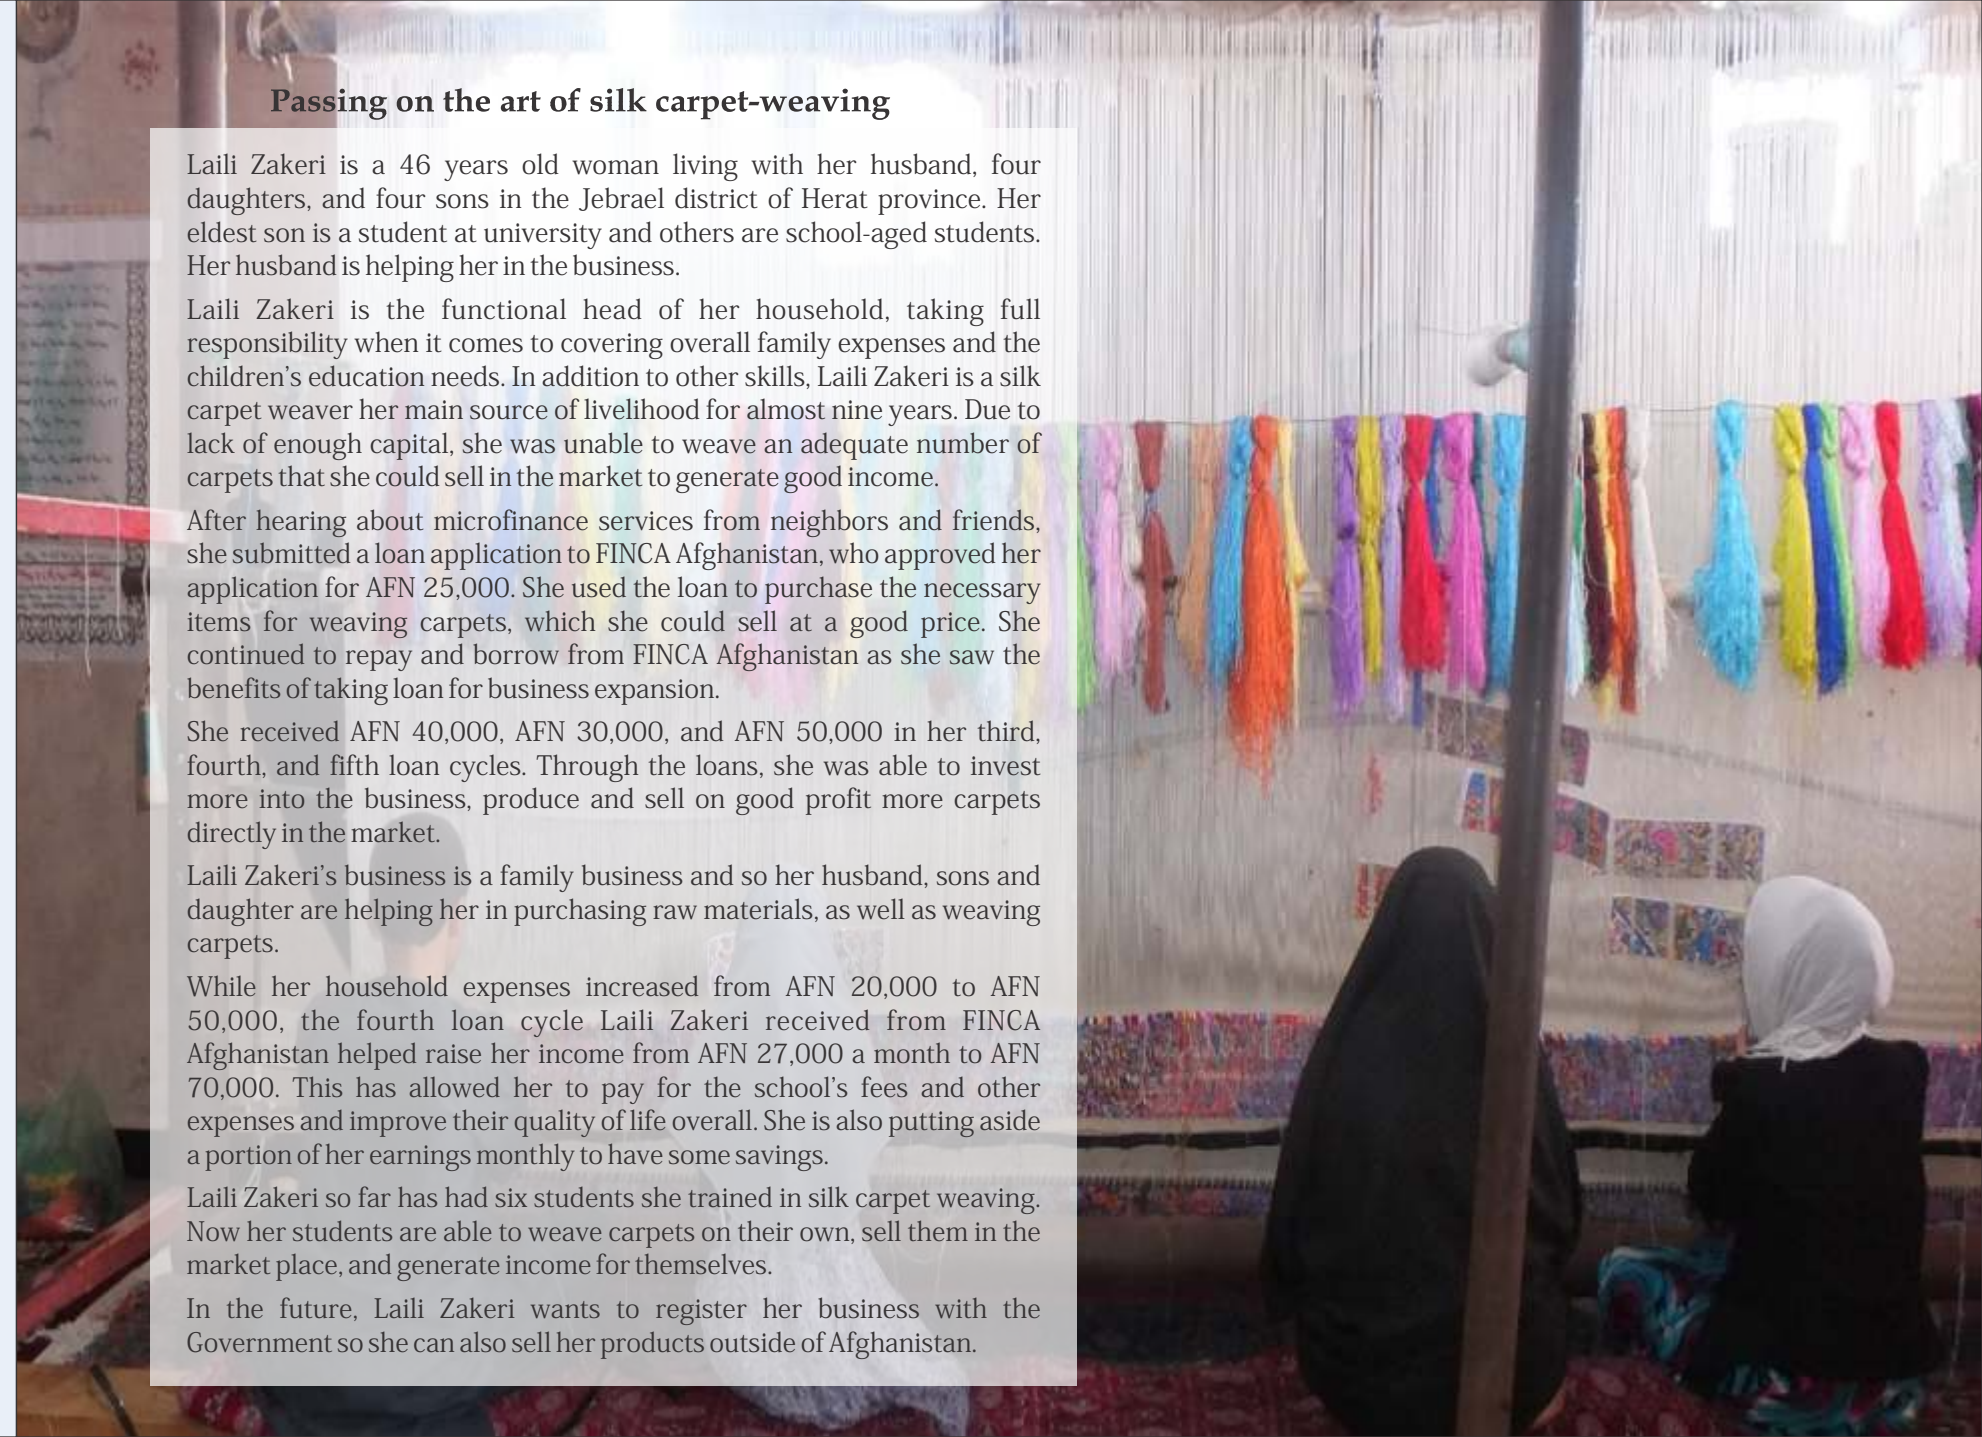 Passing on the art of silk carpet-weaving
Laili Zakeri is a 46 years old woman living with her husband, four
daughters, and four sons in the Jebrael district of Herat province. Her
eldest son is a student at university and others are school-aged students.
Her husband is helping her in the business.
Laili Zakeri is the functional head of her household, taking full
responsibility when it comes to covering overall family expenses and the
children’s education needs. In addition to other skills, Laili Zakeri is a silk
carpet weaver her main source of livelihood for almost nine years. Due to
lack of enough capital, she was unable to weave an adequate number of
carpets that she could sell in the market to generate good income.
After hearing about microfinance services from neighbors and friends,
she submitted a loan application to FINCA Afghanistan, who approved her
application for AFN 25,000. She used the loan to purchase the necessary
items for weaving carpets, which she could sell at a good price. She
continued to repay and borrow from FINCA Afghanistan as she saw the
benefits of taking loan for business expansion.
She received AFN 40,000, AFN 30,000, and AFN 50,000 in her third,
fourth, and fifth loan cycles. Through the loans, she was able to invest
more into the business, produce and sell on good profit more carpets
directly in the market.
Laili Zakeri’s business is a family business and so her husband, sons and
daughter are helping her in purchasing raw materials, as well as weaving
carpets.
While her household expenses increased from AFN 20,000 to AFN
50,000, the fourth loan cycle Laili Zakeri received from FINCA
Afghanistan helped raise her income from AFN 27,000 a month to AFN
70,000. This has allowed her to pay for the school’s fees and other
expenses and improve their quality of life overall. She is also putting aside
a portion of her earnings monthly to have some savings.
Laili Zakeri so far has had six students she trained in silk carpet weaving.
Now her students are able to weave carpets on their own, sell them in the
market place, and generate income for themselves.
In the future, Laili Zakeri wants to register her business with the
Government so she can also sell her products outside of Afghanistan.